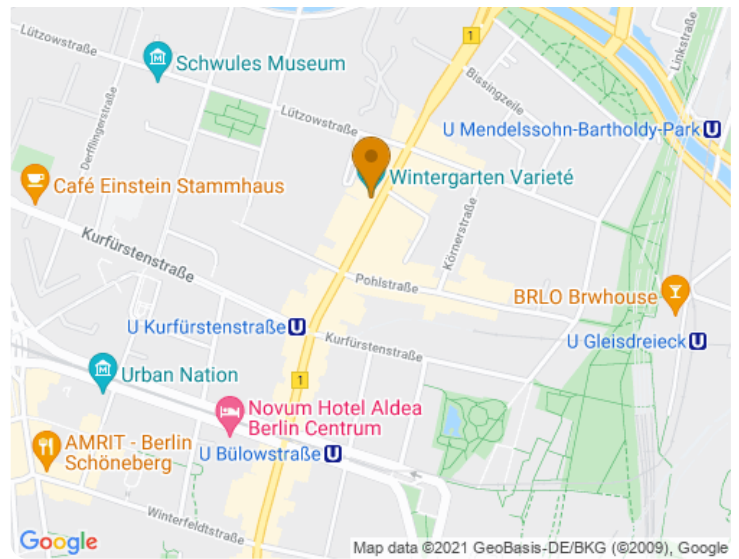 Lützowstraße
1
Linkstraße
Schwules Museum
Bissingzeile
Derfflingerstraße
Lützowstraße
U Mendelssohn-Bartholdy-Park U
Café Einstein Stammhaus
Wintergarten Varieté
Körnerstraße
Kurfürstenstraße
Pohlstraße
BRLO Brwhouse
U Kurfürstenstraße U
Kurfürstenstraße
U Gleisdreieck U
Urban Nation
1
Novum Hotel Aldea
Berlin Centrum
AMRIT - Berlin
Schöneberg
U Bülowstraße U
Winterfeldtstraße
Google
Map data ©2021 GeoBasis-DE/BKG (©2009), Google